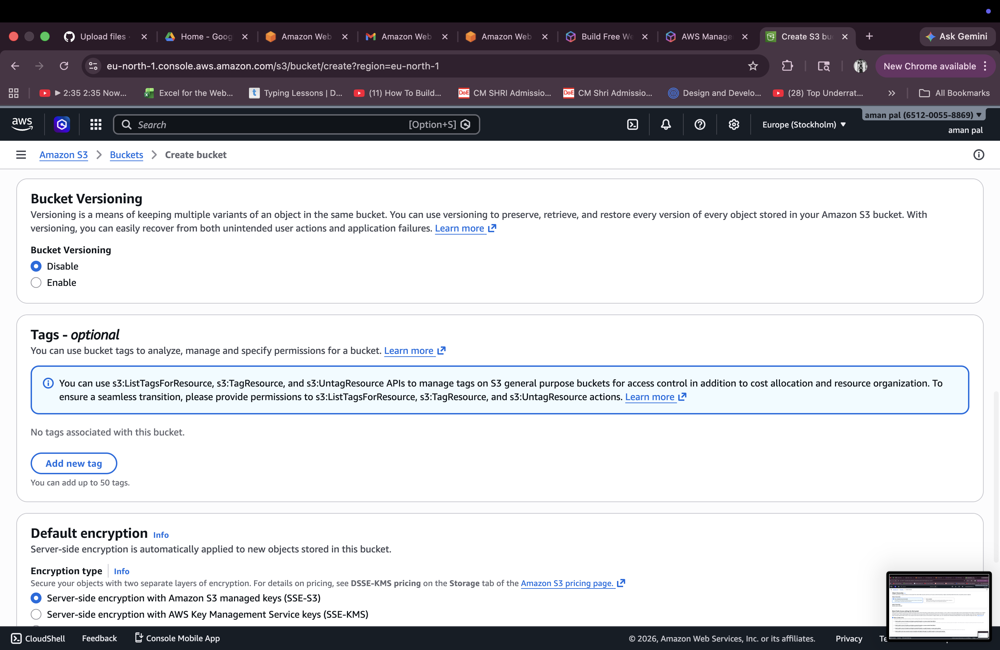 Upload files ·
Home - Goog
Amazon Web
Amazon Web
Amazon Web
Build Free We
AWS Manage
Create S3 buc
Ask Gemini
eu-north-1.console.aws.amazon.com/s3/bucket/create?region=eu-north-1
New Chrome available
▶ 2:35 2:35 Now...
Excel for the Web...
Typing Lessons | D...
(11) How To Build...
CM SHRI Admissio...
CM Shri Admissio...
Design and Develo...
(28) Top Underrat...
All Bookmarks
aws
Search
[Option+S]
Europe (Stockholm) ▼
aman pal (6512-0055-8869) ▼
aman pal
Amazon S3 > Buckets > Create bucket
Bucket Versioning
Versioning is a means of keeping multiple variants of an object in the same bucket. You can use versioning to preserve, retrieve, and restore every version of every object stored in your Amazon S3 bucket. With
versioning, you can easily recover from both unintended user actions and application failures. Learn more
Bucket Versioning
Disable
Enable
Tags - optional
You can use bucket tags to analyze, manage and specify permissions for a bucket. Learn more
You can use s3:ListTagsForResource, s3:TagResource, and s3:UntagResource APIs to manage tags on S3 general purpose buckets for access control in addition to cost allocation and resource organization. To
ensure a seamless transition, please provide permissions to s3:ListTagsForResource, s3:TagResource, and s3:UntagResource actions. Learn more
No tags associated with this bucket.
Add new tag
You can add up to 50 tags.
Default encryption Info
Server-side encryption is automatically applied to new objects stored in this bucket.
Encryption type Info
Secure your objects with two separate layers of encryption. For details on pricing, see DSSE-KMS pricing on the Storage tab of the Amazon S3 pricing page.
Server-side encryption with Amazon S3 managed keys (SSE-S3)
Server-side encryption with AWS Key Management Service keys (SSE-KMS)
CloudShell
Feedback
Console Mobile App
© 2026, Amazon Web Services, Inc. or its affiliates.
Privacy